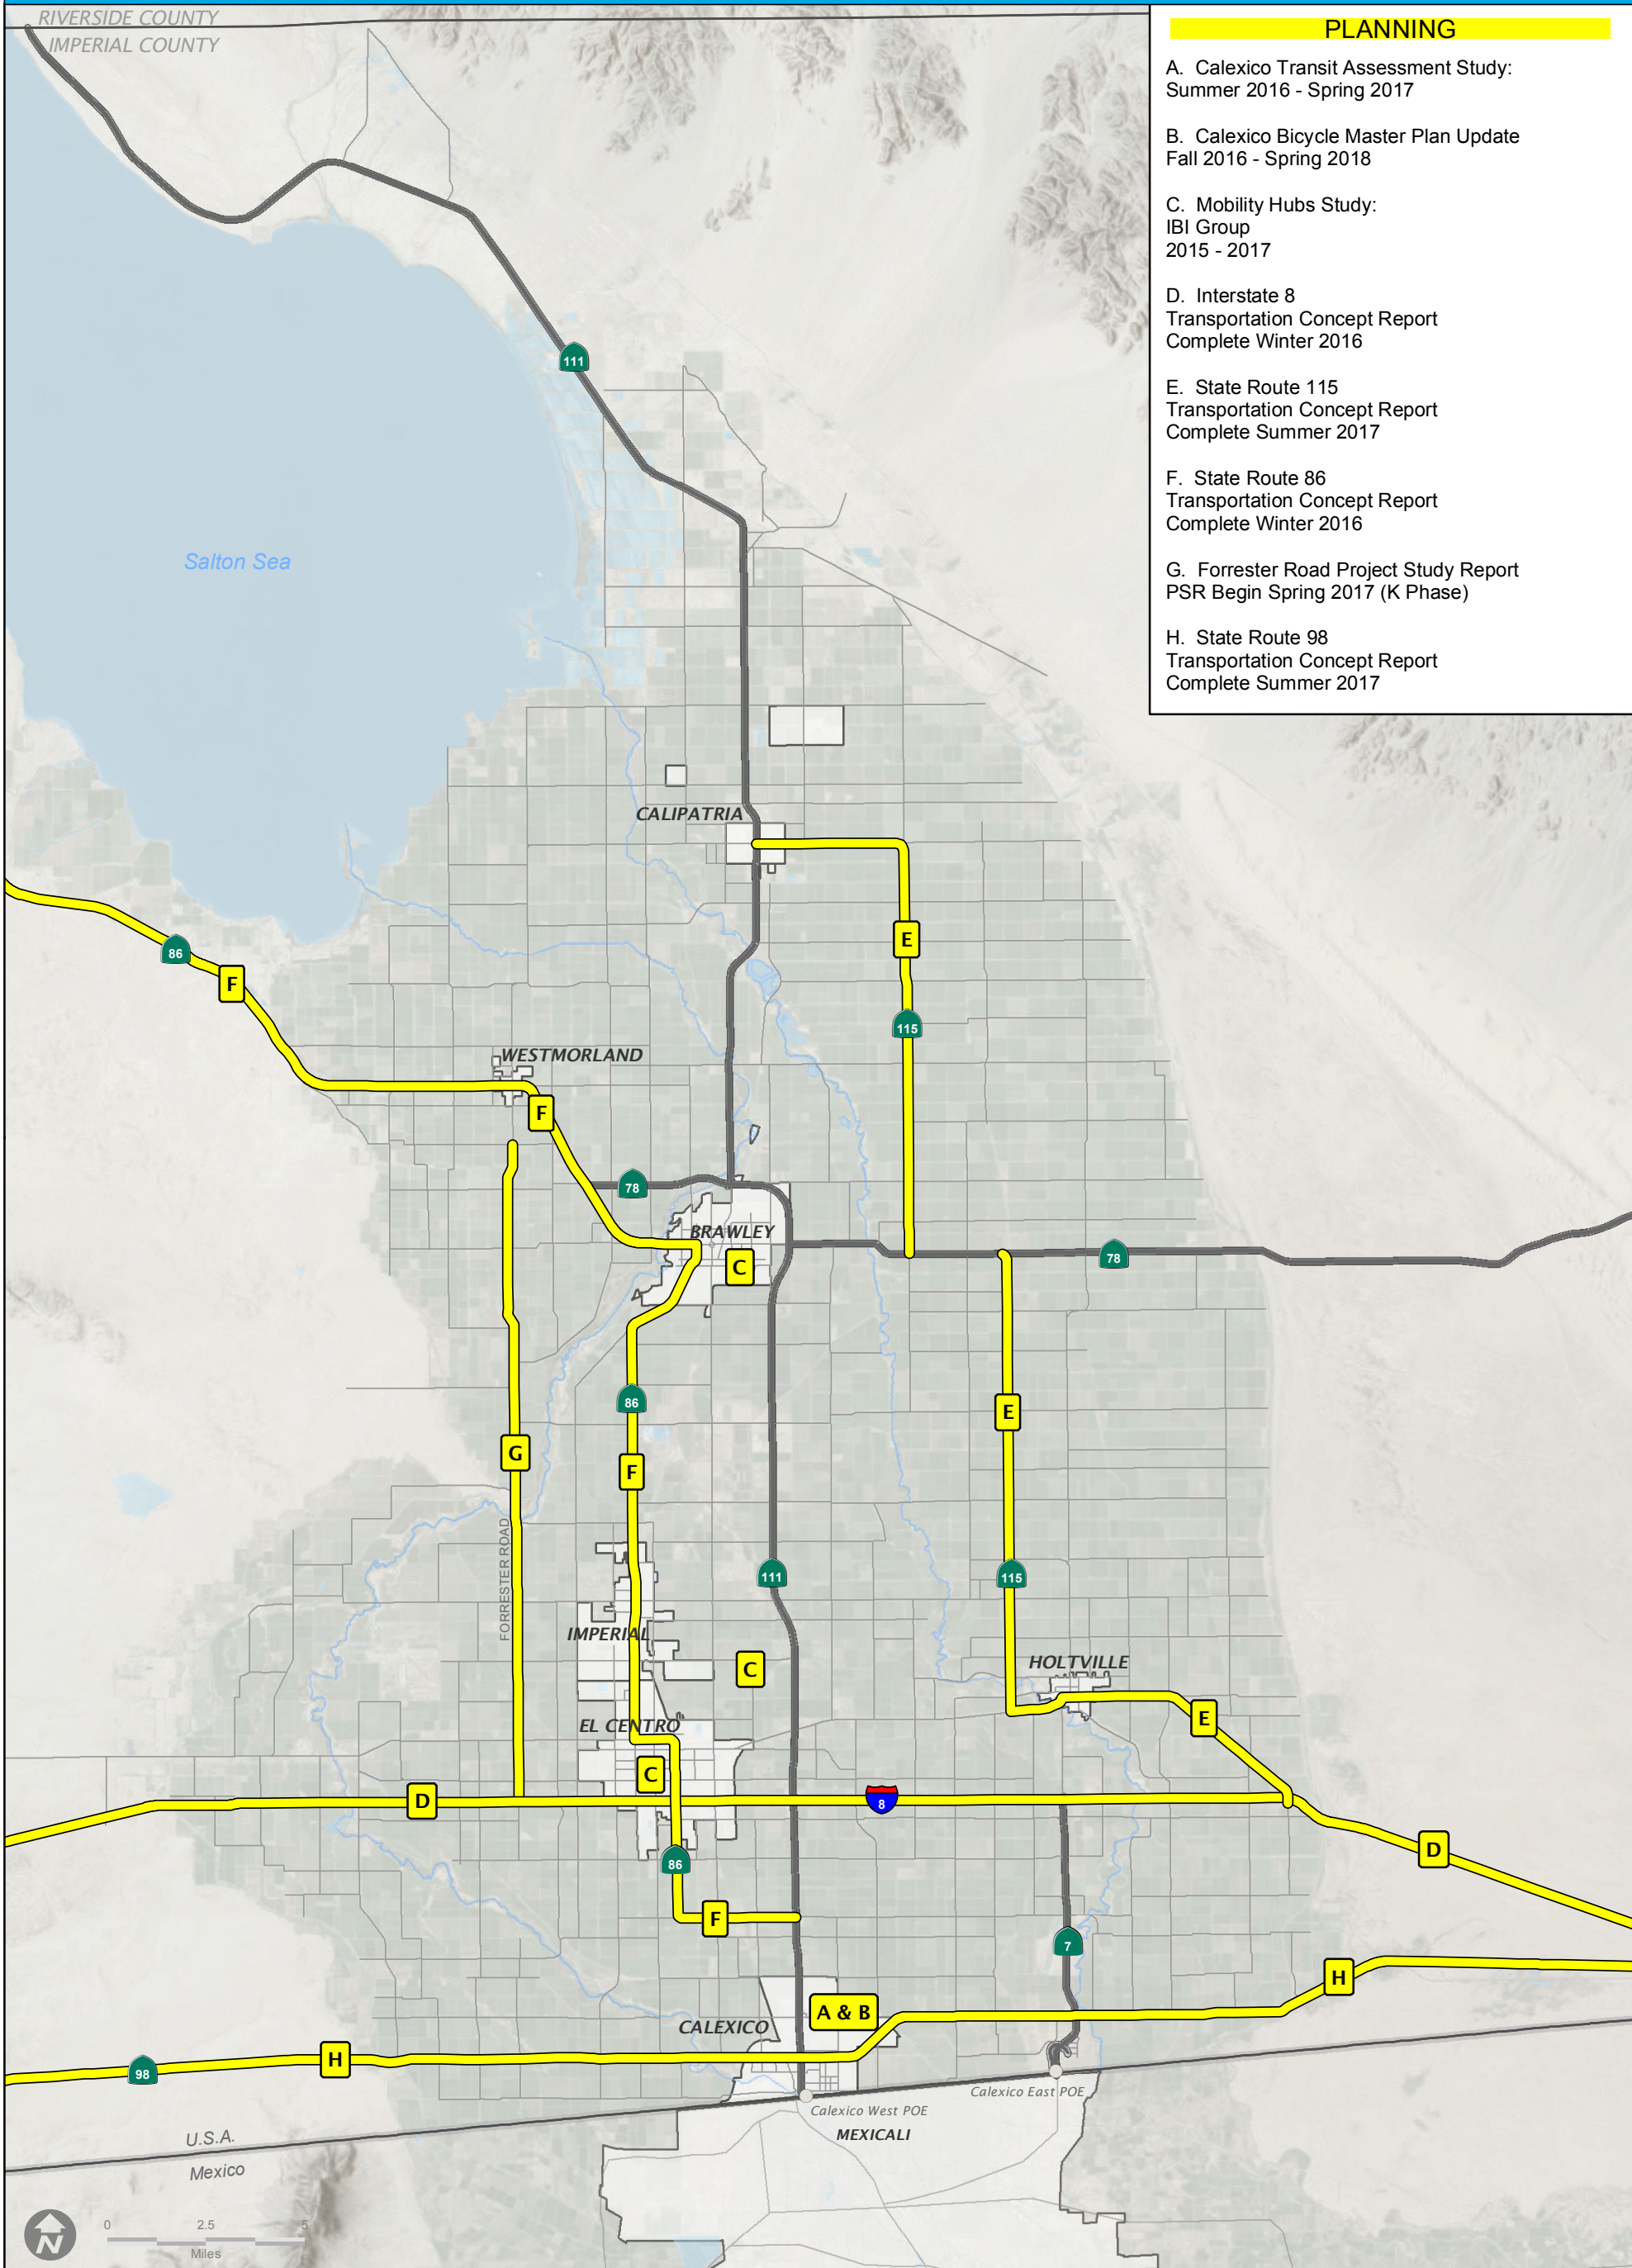 RIVERSIDE COUNTY
IMPERIAL COUNTY
PLANNING
A. Calexico Transit Assessment Study:
Summer 2016 - Spring 2017
B. Calexico Bicycle Master Plan Update
Fall 2016 - Spring 2018
C. Mobility Hubs Study:
IBI Group
2015 - 2017
D. Interstate 8
Transportation Concept Report
Complete Winter 2016
E. State Route 115
Transportation Concept Report
Complete Summer 2017
F. State Route 86
Transportation Concept Report
Complete Winter 2016
G. Forrester Road Project Study Report
PSR Begin Spring 2017 (K Phase)
H. State Route 98
Transportation Concept Report
Complete Summer 2017
111
Salton Sea
CALIPATRIA
E
86
F
115
WESTMORLAND
F
78
BRAWLEY
C
78
86
E
G
F
FORRESTER ROAD
111
115
IMPERIAL
C
HOLTVILLE
EL CENTRO
E
C
D
8
D
86
F
7
H
A & B
CALEXICO
H
98
Calexico East POE
Calexico West POE
MEXICALI
U.S.A.
Mexico
N
0 2.5 5
Miles